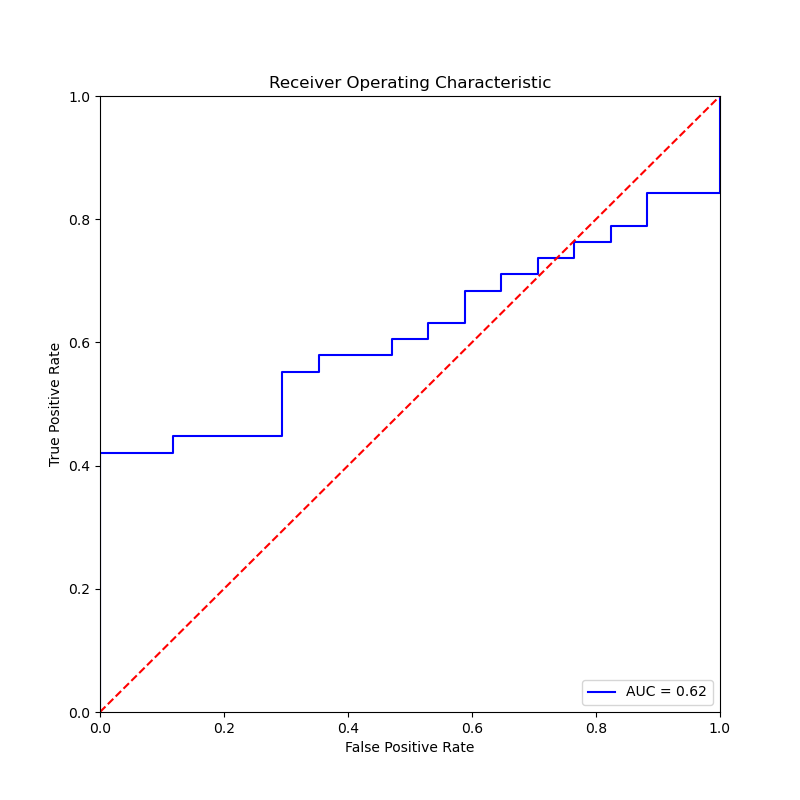 Receiver Operating Characteristic
1.0
0.8
0.6
0.4
0.2
0.0
True Positive Rate
AUC = 0.62
0.0 0.2 0.4 0.6 0.8 1.0
False Positive Rate